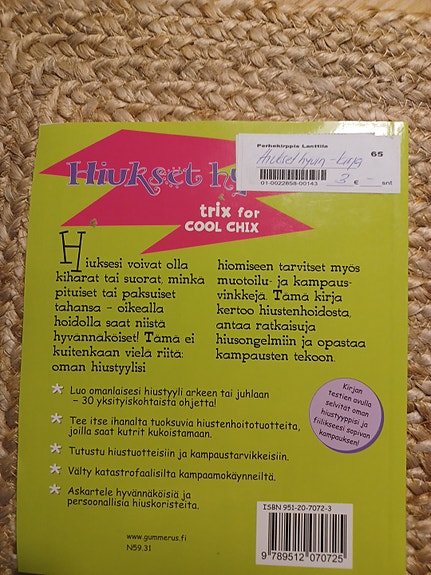 Perhekirppis Lanttila
65
Hiukset hyvin - kirja
01-0022858-00143
3 € - snt
Hiukset hy
trix for
COOL CHIX
Hiuksesi voivat olla
kiharat tai suorat, minkä
pituiset tai paksuiset
tahansa – oikealla
hoidolla saat niistä
hyvännäköiset! Tämä ei
kuitenkaan vielä riitä:
oman hiustyylisi
hiomiseen tarvitset myös
muotoilu- ja kampaus-
vinkkejä. Tämä kirja
kertoo hiustenhoidosta,
antaa ratkaisuja
hiusongelmiin ja opastaa
kampausten tekoon.
* Luo omanlaisesi hiustyyli arkeen tai juhlaan
– 30 yksityiskohtaista ohjetta!
* Tee itse ihanalta tuoksuvia hiustenhoitotuotteita,
joilla saat kutrit kukoistamaan.
* Tutustu hiustuotteisiin ja kampaustarvikkeisiin.
* Välty katastrofaalisilta kampaamokäynneiltä.
* Askartele hyvännäköisiä ja
persoonallisia hiuskoristeita.
Kirjan
testien avulla
selvität oman
hiustyyppisi ja
fiilikseesi sopivan
kampauksen!
www.gummerus.fi
N59.31
ISBN 951-20-7072-3
9 789512 070725